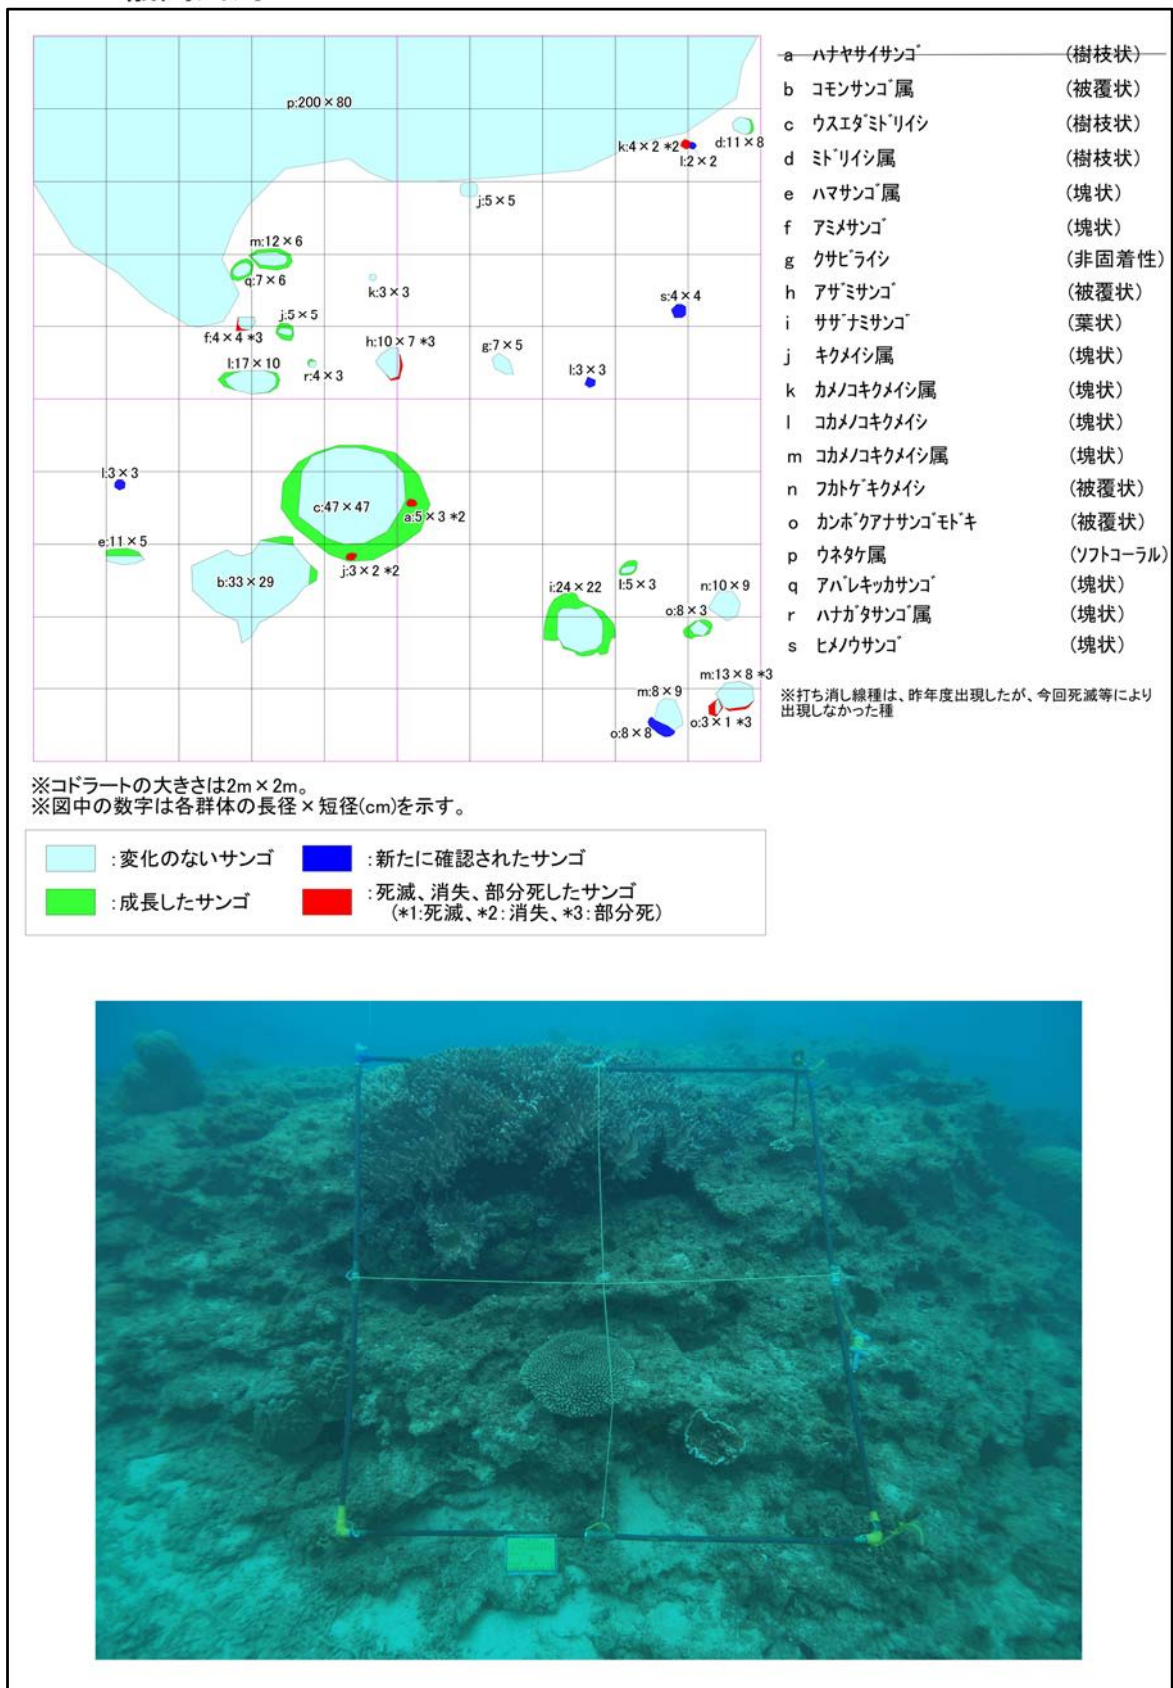 p:200×80
k:4×2 *2
l:2×2
d:11×8
j:5×5
m:12×6
q:7×6
k:3×3
s:4×4
f:4×4 *3
j:5×5
h:10×7 *3
g:7×5
l:17×10
r:4×3
l:3×3
l:3×3
c:47×47
a:5×3 *2
e:11×5
b:33×29
j:3×2 *2
i:24×22
l:5×3
n:10×9
o:8×3
m:13×8 *3
m:8×9
o:8×8
o:3×1 *3
a ハナヤサイサンゴ (樹枝状)
b コモンサンゴ属 (被覆状)
c ウスエダミドリイシ (樹枝状)
d ミドリイシ属 (樹枝状)
e ハマサンゴ属 (塊状)
f アミメサンゴ (塊状)
g クサビライシ (非固着性)
h アザミサンゴ (被覆状)
i サザナミサンゴ (葉状)
j キクメイシ属 (塊状)
k カメノコキクメイシ属 (塊状)
l コカメノコキクメイシ (塊状)
m コカメノコキクメイシ属 (塊状)
n フカトゲキクメイシ (被覆状)
o カンボクアナサンゴモドキ (被覆状)
p ウネタケ属 (ソフトコーラル)
q アバレキッカサンゴ (塊状)
r ハナガタサンゴ属 (塊状)
s ヒメノウサンゴ (塊状)
※打ち消し線種は、昨年度出現したが、今回死滅等により
出現しなかった種
※コドラートの大きさは2m×2m。
※図中の数字は各群体の長径×短径(cm)を示す。
:変化のないサンゴ
:新たに確認されたサンゴ
:成長したサンゴ
:死滅、消失、部分死したサンゴ
(*1:死滅、*2:消失、*3:部分死)